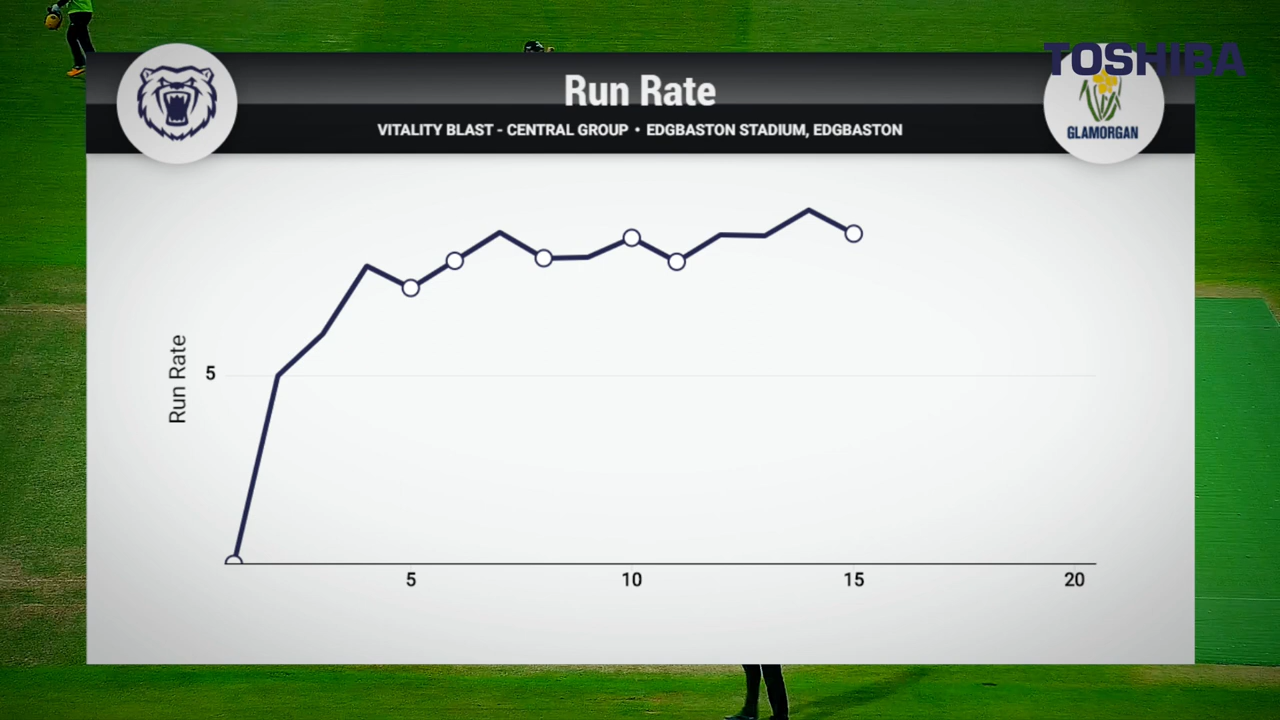 TOSHIBA
Run Rate
VITALITY BLAST - CENTRAL GROUP • EDGBASTON STADIUM, EDGBASTON
GLAMORGAN
Run Rate
5
5
10
15
20